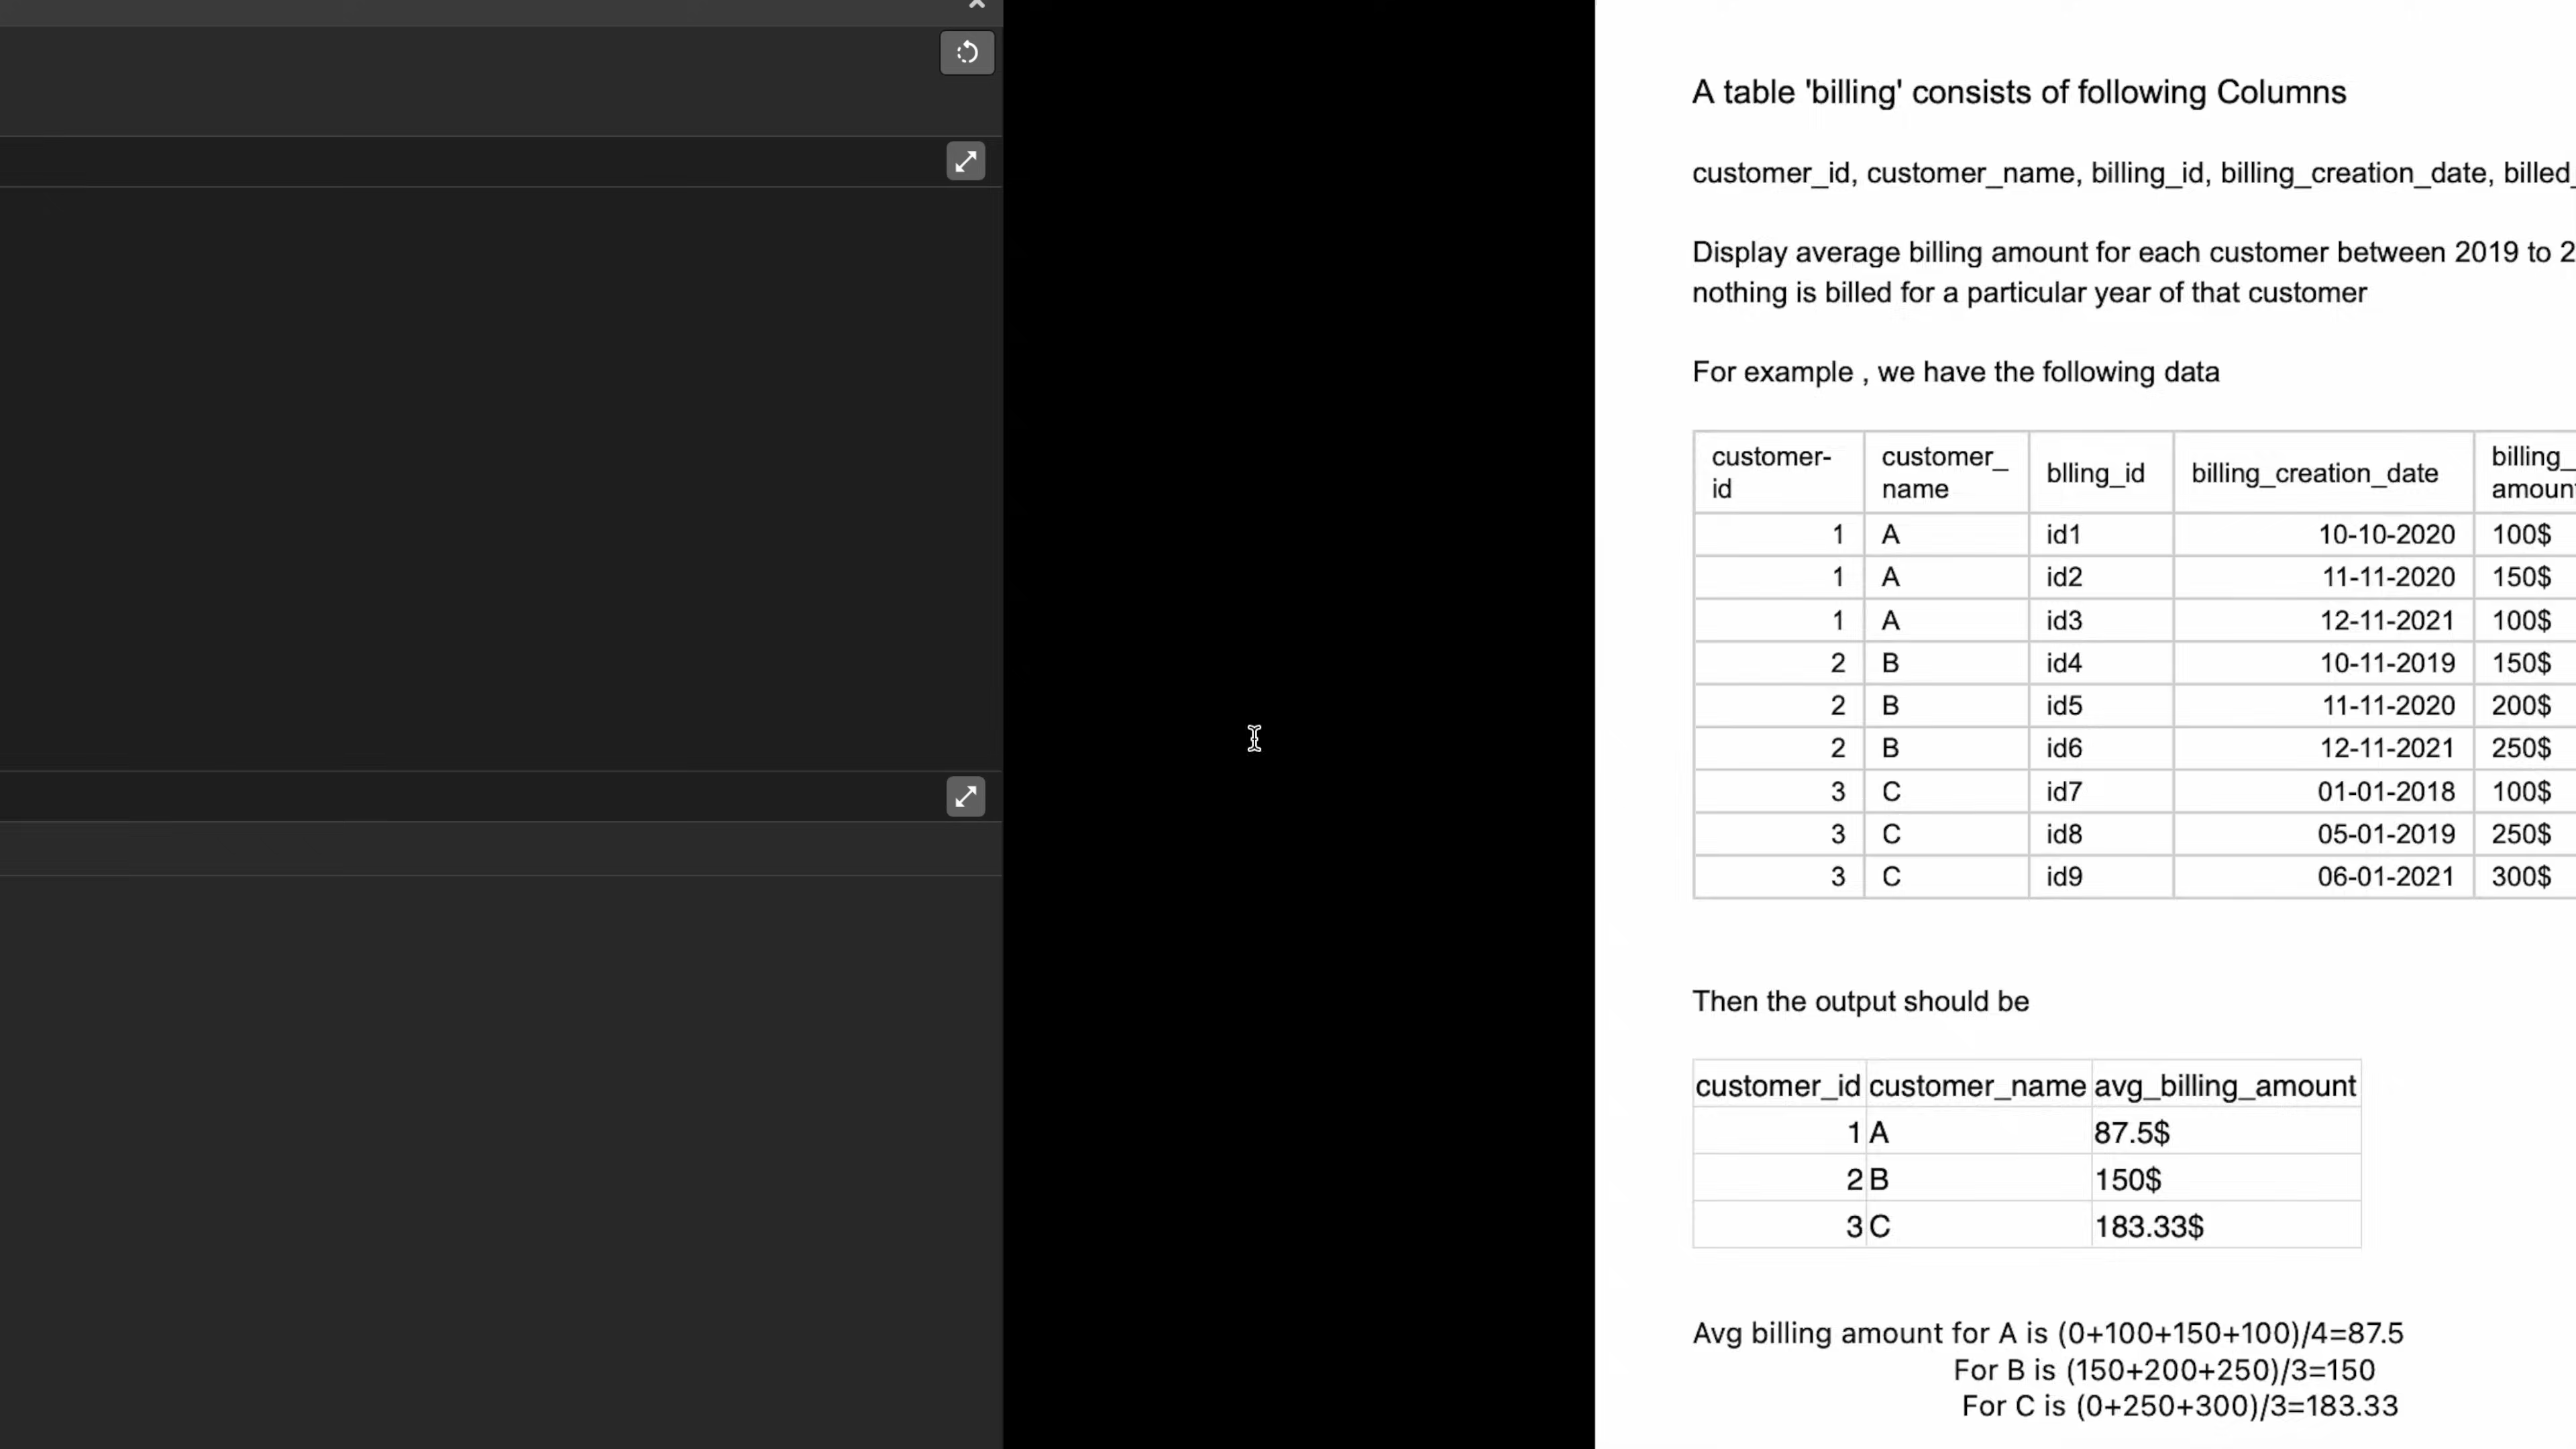 A table 'billing' consists of following Columns
customer_id, customer_name, billing_id, billing_creation_date, billed_
Display average billing amount for each customer between 2019 to 2
nothing is billed for a particular year of that customer
For example , we have the following data
customer-id customer_name blling_id billing_creation_date billing_amoun
1 A id1 10-10-2020 100$
1 A id2 11-11-2020 150$
1 A id3 12-11-2021 100$
2 B id4 10-11-2019 150$
2 B id5 11-11-2020 200$
2 B id6 12-11-2021 250$
3 C id7 01-01-2018 100$
3 C id8 05-01-2019 250$
3 C id9 06-01-2021 300$
Then the output should be
customer_id customer_name avg_billing_amount
1 A 87.5$
2 B 150$
3 C 183.33$
Avg billing amount for A is (0+100+150+100)/4=87.5
For B is (150+200+250)/3=150
For C is (0+250+300)/3=183.33